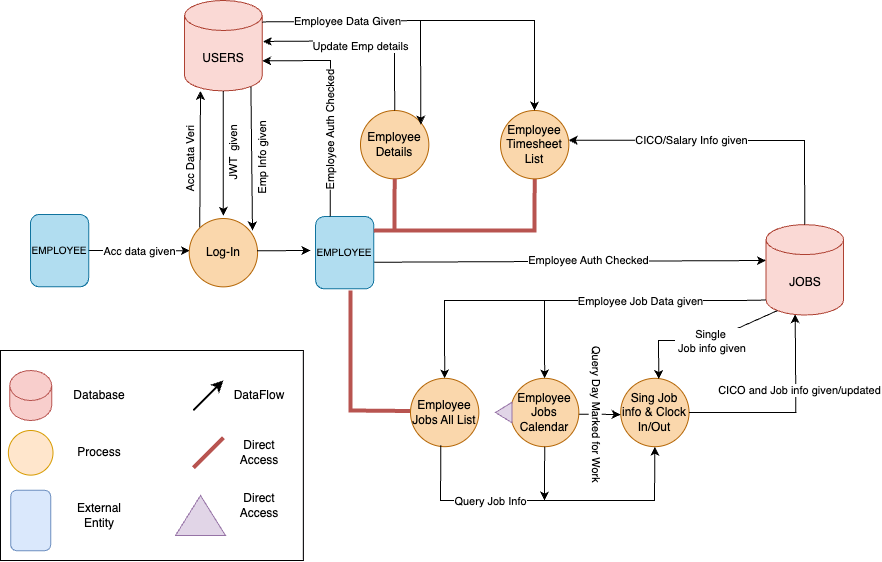 Employee Data Given
Update Emp details
USERS
Employee Auth Checked
Acc Data Veri
JWT given
Emp Info given
Employee
Details
Employee
Timesheet
List
CICO/Salary Info given
EMPLOYEE
Acc data given
Log-In
EMPLOYEE
Employee Auth Checked
JOBS
Employee Job Data given
Single
Job info given
Query Day Marked for Work
CICO and Job info given/updated
Employee
Jobs All List
Employee
Jobs
Calendar
Sing Job
info & Clock
In/Out
Query Job Info
Database
DataFlow
Process
Direct
Access
External
Entity
Direct
Access